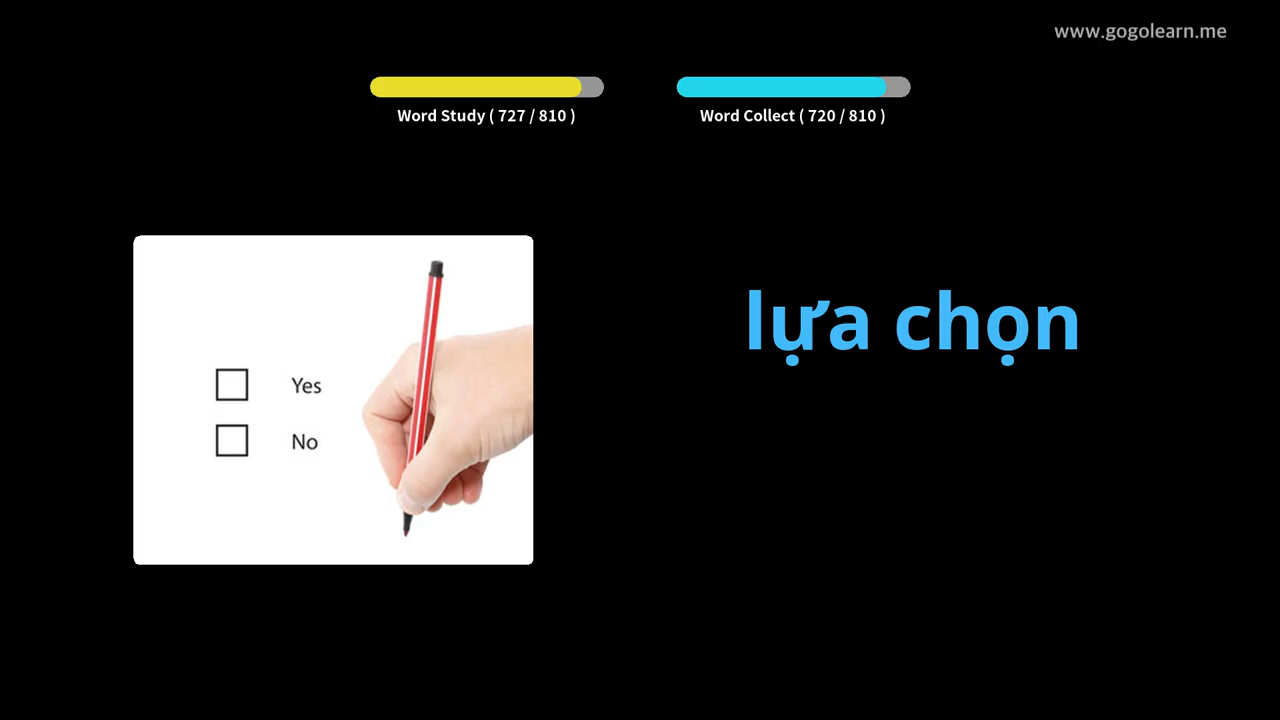 www.gogolearn.me
Word Study ( 727 / 810 )
Word Collect ( 720 / 810 )
lựa chọn
Yes
No